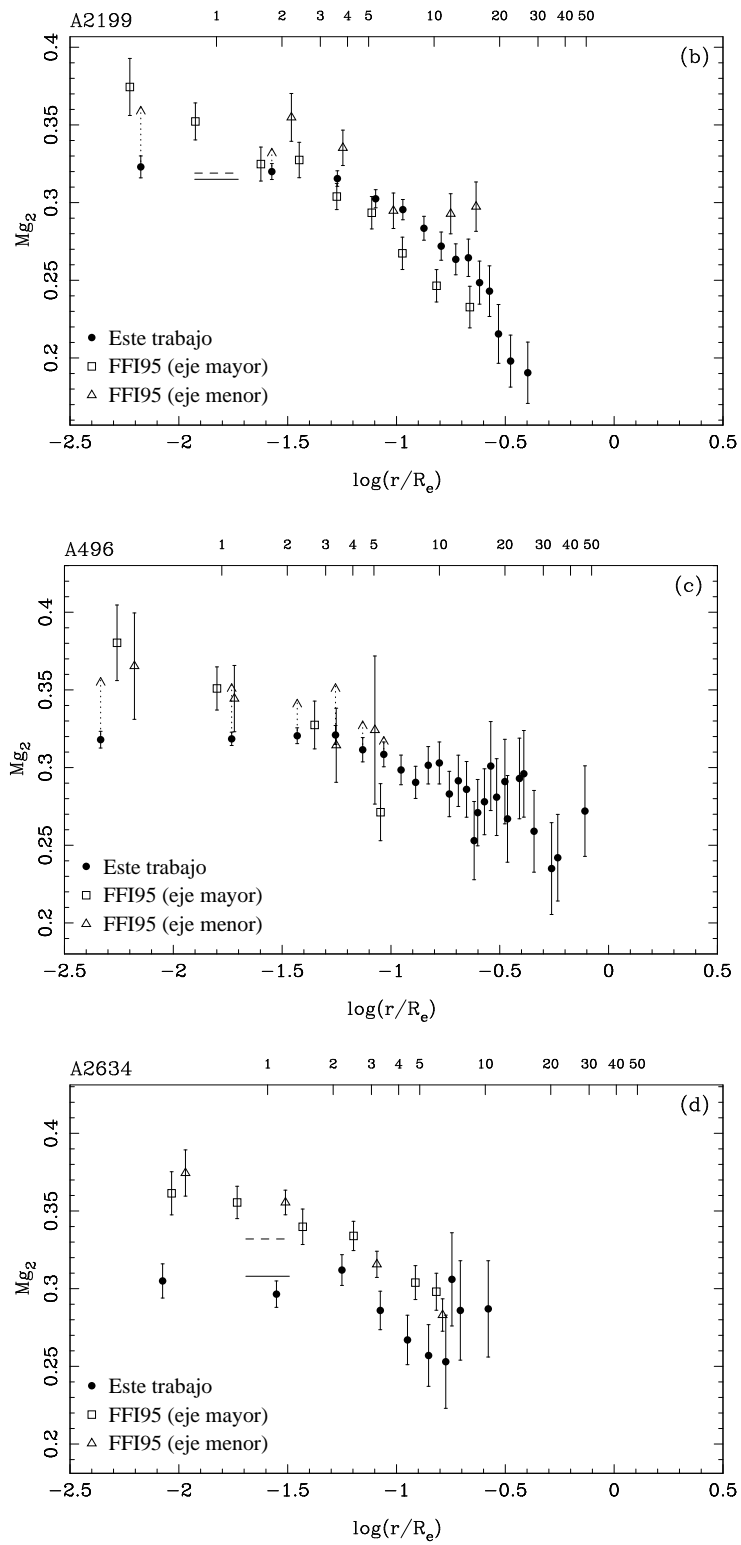 A2199
1 2 3 4 5 10 20 30 40 50
(b)
0.4
0.35
0.3
0.25
0.2
Mg2
Este trabajo
FFI95 (eje mayor)
FFI95 (eje menor)
−2.5 −2 −1.5 −1 −0.5 0 0.5
log(r/Re)
A496
1 2 3 4 5 10 20 30 40 50
(c)
0.4
0.35
0.3
0.25
0.2
Mg2
Este trabajo
FFI95 (eje mayor)
FFI95 (eje menor)
−2.5 −2 −1.5 −1 −0.5 0 0.5
log(r/Re)
A2634
1 2 3 4 5 10 20 30 40 50
(d)
0.4
0.35
0.3
0.25
0.2
Mg2
Este trabajo
FFI95 (eje mayor)
FFI95 (eje menor)
−2.5 −2 −1.5 −1 −0.5 0 0.5
log(r/Re)